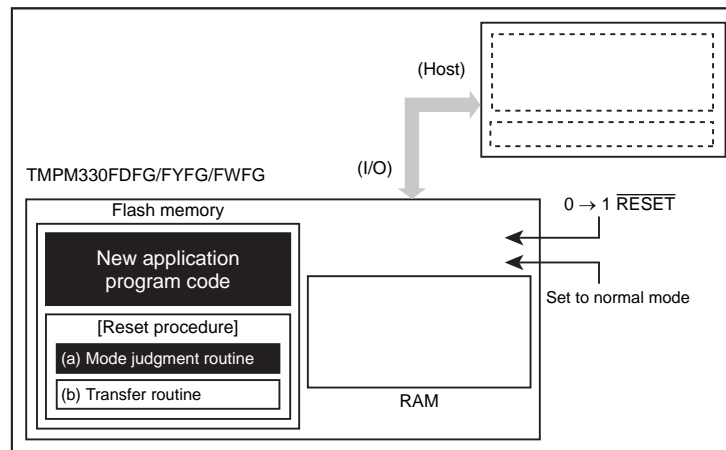 (Host)
(I/O)
TMPM330FDFG/FYFG/FWFG
Flash memory
0 → 1 RESET
New application
program code
Set to normal mode
[Reset procedure]
(a) Mode judgment routine
(b) Transfer routine
RAM